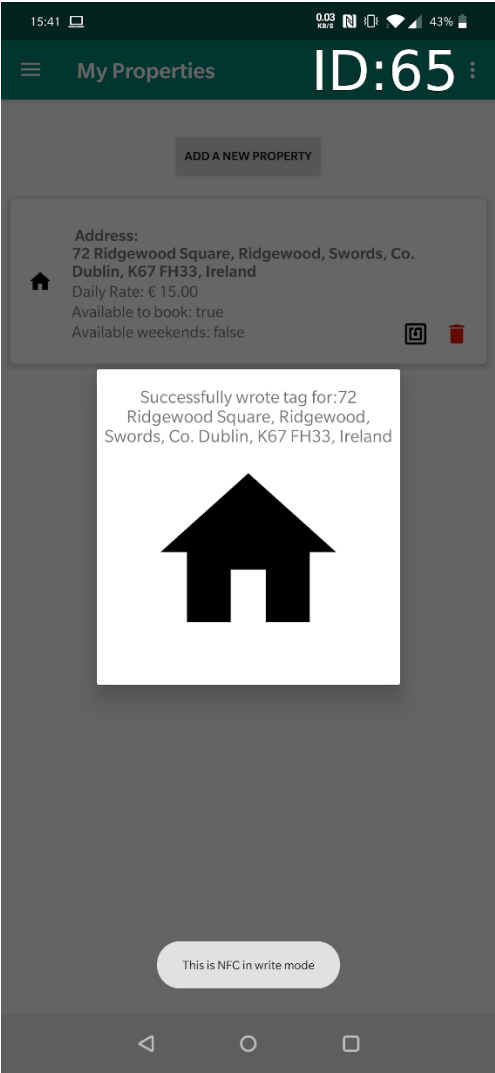 15:41
0.03
KB/S
43%
My Properties
ID:65
ADD A NEW PROPERTY
Address:
72 Ridgewood Square, Ridgewood, Swords, Co.
Dublin, K67 FH33, Ireland
Daily Rate: € 15.00
Available to book: true
Available weekends: false
Successfully wrote tag for:72
Ridgewood Square, Ridgewood,
Swords, Co. Dublin, K67 FH33, Ireland
This is NFC in write mode